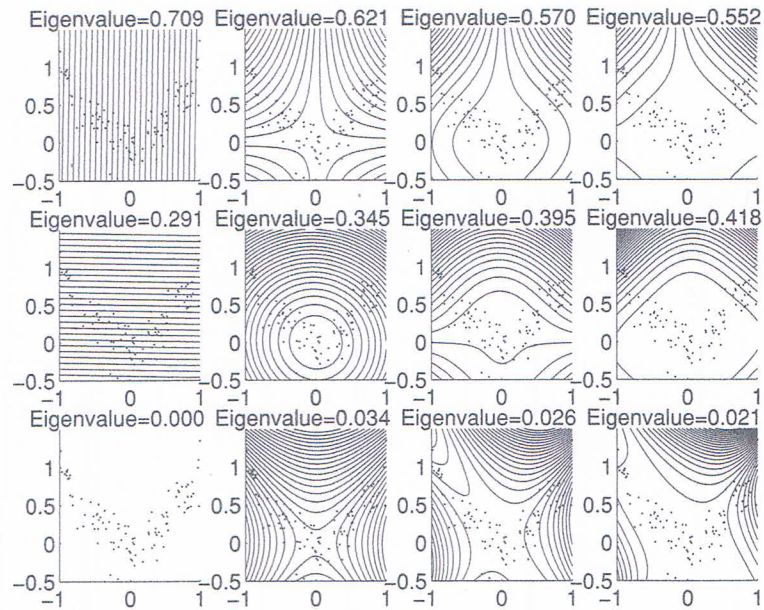 Eigenvalue=0.709 Eigenvalue=0.621 Eigenvalue=0.570 Eigenvalue=0.552
1 1 1 1
0.5 0.5 0.5 0.5
0 0 0 0
−0.5 −0.5 −0.5 −0.5
−1 0 1 −1 0 1 −1 0 1 −1 0 1
Eigenvalue=0.291 Eigenvalue=0.345 Eigenvalue=0.395 Eigenvalue=0.418
1 1 1 1
0.5 0.5 0.5 0.5
0 0 0 0
−0.5 −0.5 −0.5 −0.5
−1 0 1 −1 0 1 −1 0 1 −1 0 1
Eigenvalue=0.000 Eigenvalue=0.034 Eigenvalue=0.026 Eigenvalue=0.021
1 1 1 1
0.5 0.5 0.5 0.5
0 0 0 0
−0.5 −0.5 −0.5 −0.5
−1 0 1 −1 0 1 −1 0 1 −1 0 1